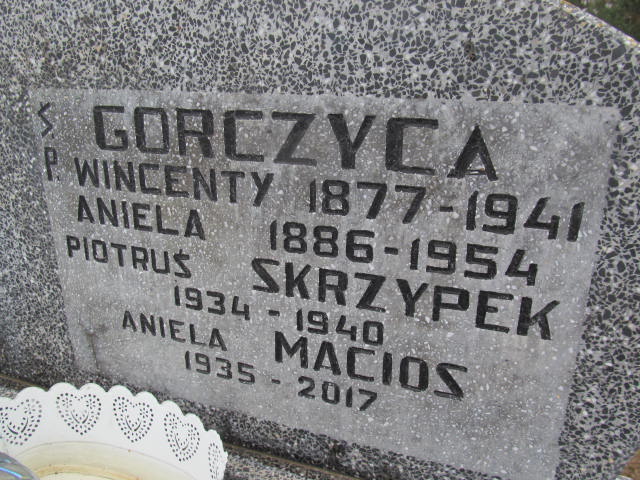 Ś GORCZYCA
P. WINCENTY 1877-1941
ANIELA 1886-1954
PIOTRUŚ SKRZYPEK
1934-1940
ANIELA MACIOS
1935-2017